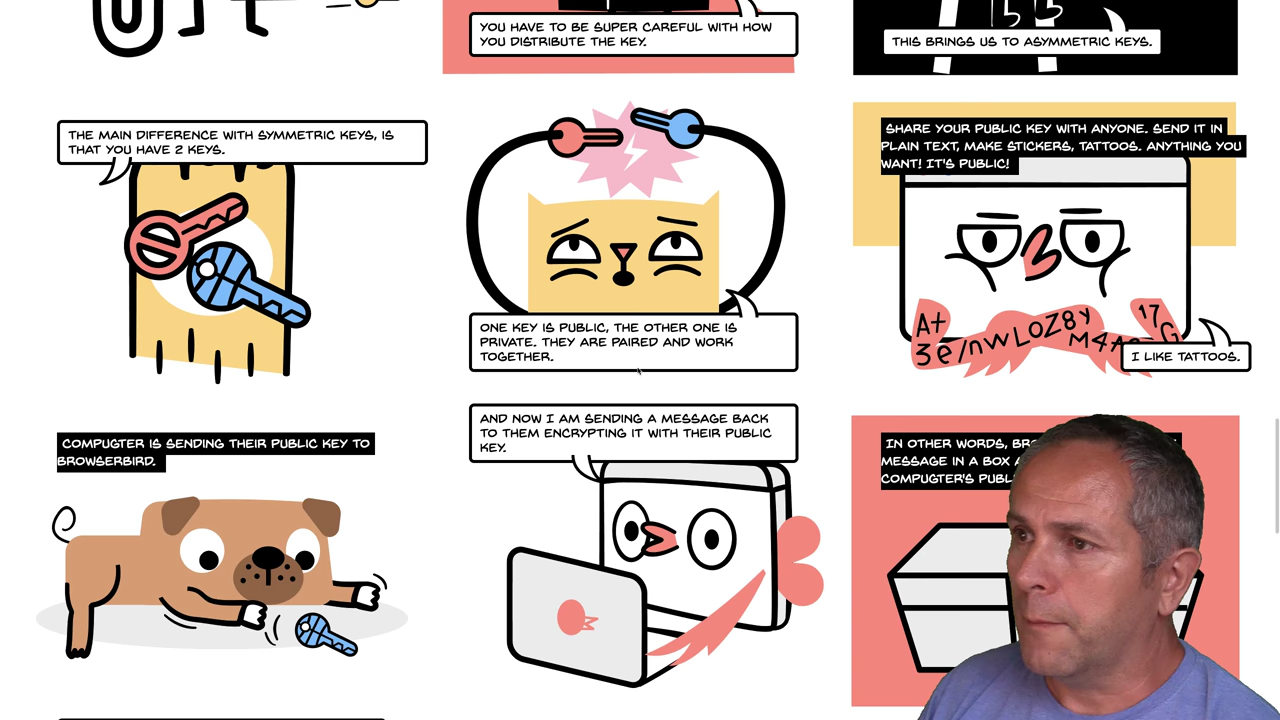 YOU HAVE TO BE SUPER CAREFUL WITH HOW
YOU DISTRIBUTE THE KEY.
THIS BRINGS US TO ASYMMETRIC KEYS.
THE MAIN DIFFERENCE WITH SYMMETRIC KEYS, IS
THAT YOU HAVE 2 KEYS.
ONE KEY IS PUBLIC, THE OTHER ONE IS
PRIVATE. THEY ARE PAIRED AND WORK
TOGETHER.
SHARE YOUR PUBLIC KEY WITH ANYONE. SEND IT IN
PLAIN TEXT, MAKE STICKERS, TATTOOS. ANYTHING YOU
WANT! IT'S PUBLIC!
A+
3e/nWLOZ8y
M4A
17
G
I LIKE TATTOOS.
COMPUGTER IS SENDING THEIR PUBLIC KEY TO
BROWSERBIRD.
AND NOW I AM SENDING A MESSAGE BACK
TO THEM ENCRYPTING IT WITH THEIR PUBLIC
KEY.
IN OTHER WORDS,
MESSAGE IN A BOX
COMPUGTER'S